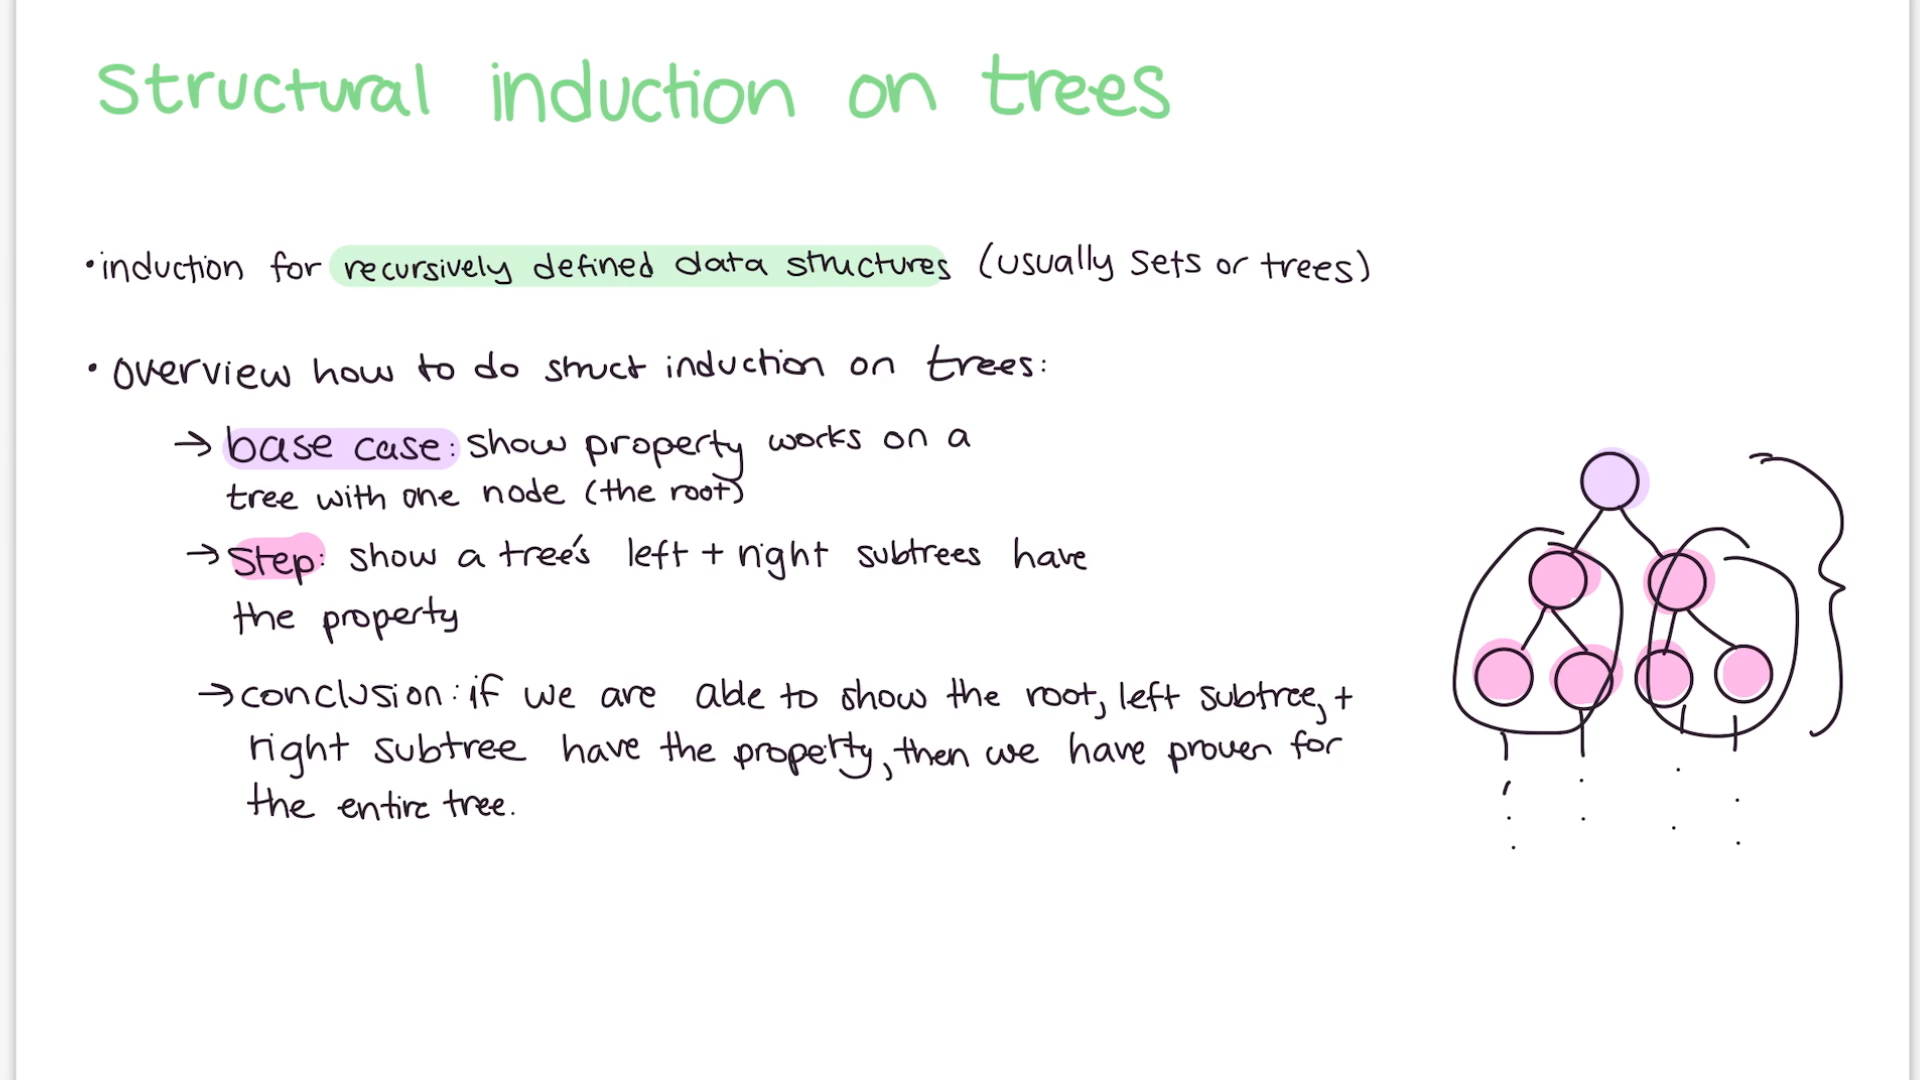 Structural induction on trees
•induction for recursively defined data structures (usually sets or trees)
• overview how to do struct induction on trees:
→ base case: show property works on a
tree with one node (the root)
→ Step: show a tree's left + right subtrees have
the property
→ conclusion: if we are able to show the root, left subtree, +
right subtree have the property, then we have proven for
the entire tree.